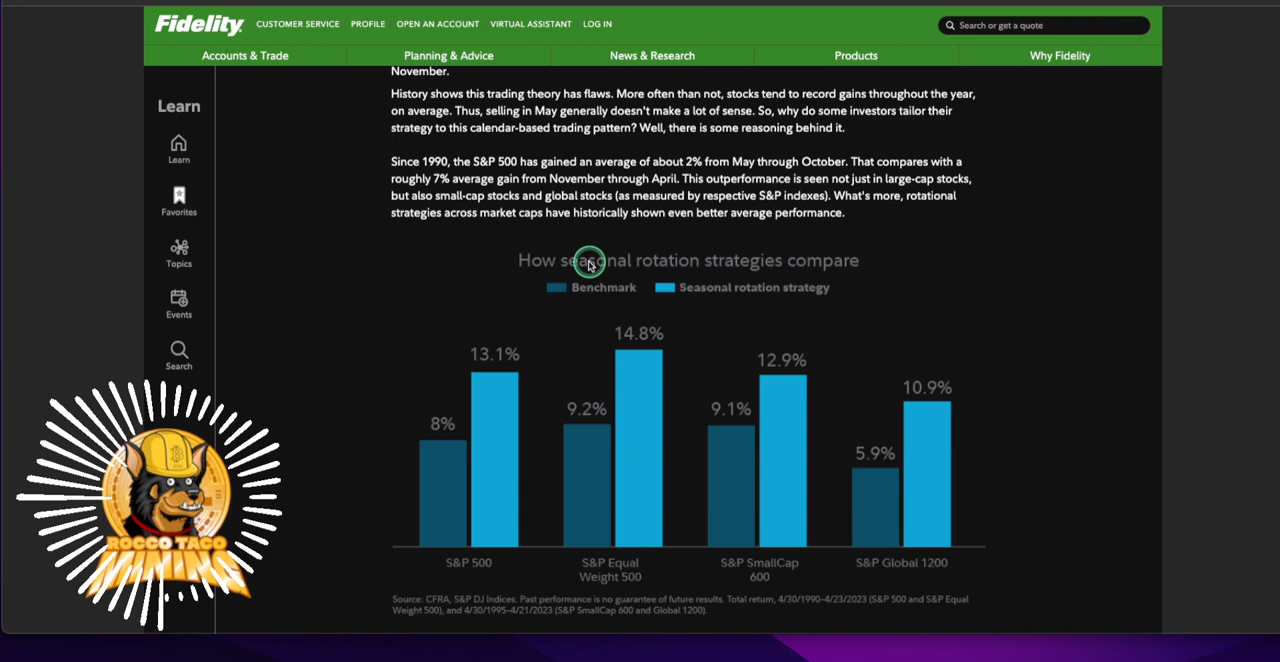 Fidelity
CUSTOMER SERVICE PROFILE OPEN AN ACCOUNT VIRTUAL ASSISTANT LOG IN
Search or get a quote
Accounts & Trade Planning & Advice News & Research Products Why Fidelity
Learn
Learn
Favorites
Topics
Events
Search
November.
History shows this trading theory has flaws. More often than not, stocks tend to record gains throughout the year,
on average. Thus, selling in May generally doesn't make a lot of sense. So, why do some investors tailor their
strategy to this calendar-based trading pattern? Well, there is some reasoning behind it.
Since 1990, the S&P 500 has gained an average of about 2% from May through October. That compares with a
roughly 7% average gain from November through April. This outperformance is seen not just in large-cap stocks,
but also small-cap stocks and global stocks (as measured by respective S&P indexes). What's more, rotational
strategies across market caps have historically shown even better average performance.
How seasonal rotation strategies compare
Benchmark Seasonal rotation strategy
8% 13.1% 9.2% 14.8% 9.1% 12.9% 5.9% 10.9%
S&P 500 S&P Equal Weight 500 S&P SmallCap 600 S&P Global 1200
Source: CFRA, S&P DJ Indices. Past performance is no guarantee of future results. Total return, 4/30/1990–4/23/2023 (S&P 500 and S&P Equal
Weight 500), and 4/30/1995–4/21/2023 (S&P SmallCap 600 and Global 1200).
ROCCO TACO
MINING